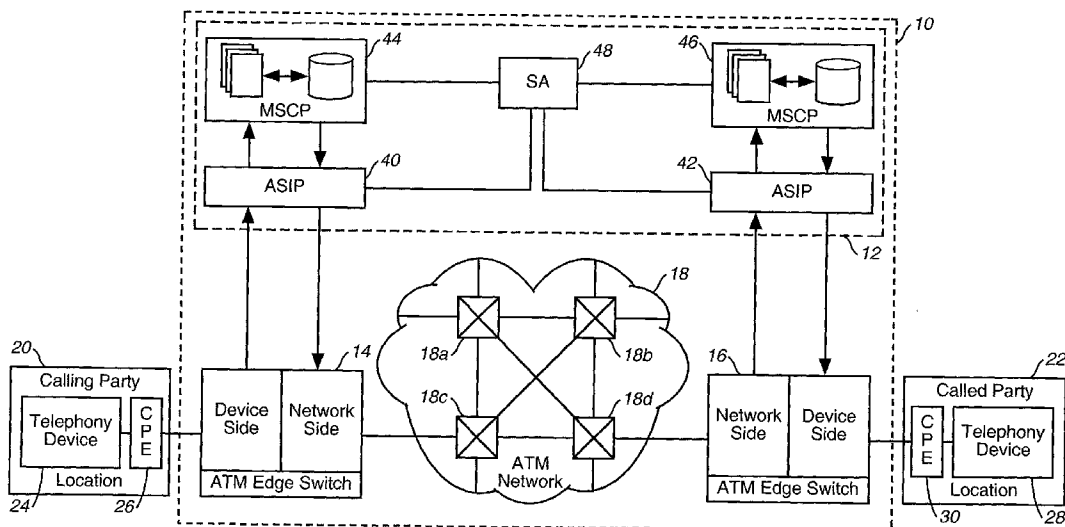 10
44
48
46
SA
MSCP
MSCP
40
42
ASIP
ASIP
12
18
20
14
18a
18b
16
22
Calling Party
Called Party
Telephony
Device
CPE
Device
Side
Network
Side
18c
18d
Network
Side
Device
Side
CPE
Telephony
Device
ATM
Network
Location
ATM Edge Switch
ATM Edge Switch
Location
24
26
30
28